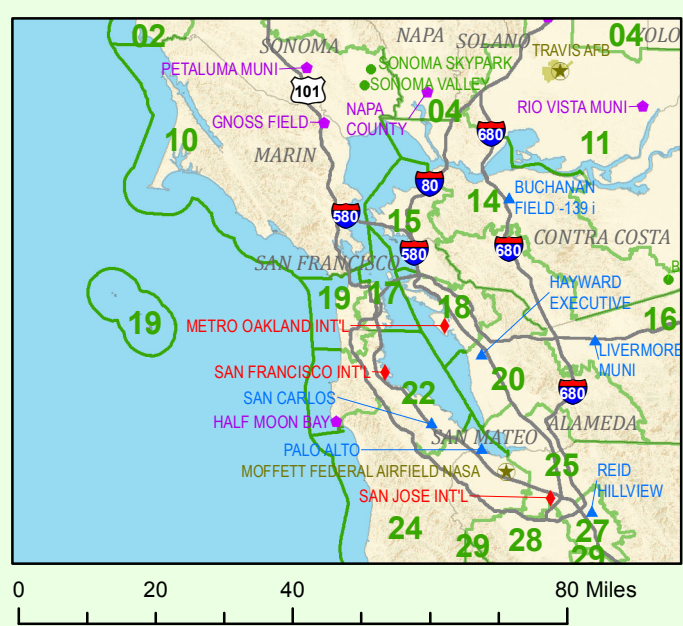 02
SONOMA
NAPA
SOLANO
04
YOLO
TRAVIS AFB
PETALUMA MUNI
SONOMA SKYPARK
SONOMA VALLEY
101
NAPA
COUNTY
04
RIO VISTA MUNI
GNOSS FIELD
10
MARIN
680
11
80
14
BUCHANAN
FIELD -139 i
580
15
580
680
CONTRA COSTA
SAN FRANCISCO
B
HAYWARD
EXECUTIVE
19
19
17
18
16
METRO OAKLAND INT'L
LIVERMORE
MUNI
SAN FRANCISCO INT'L
22
20
680
SAN CARLOS
HALF MOON BAY
ALAMEDA
SAN MATEO
PALO ALTO
MOFFETT FEDERAL AIRFIELD NASA
25
REID
HILLVIEW
SAN JOSE INT'L
24
28
27
29
29
0 20 40 80 Miles